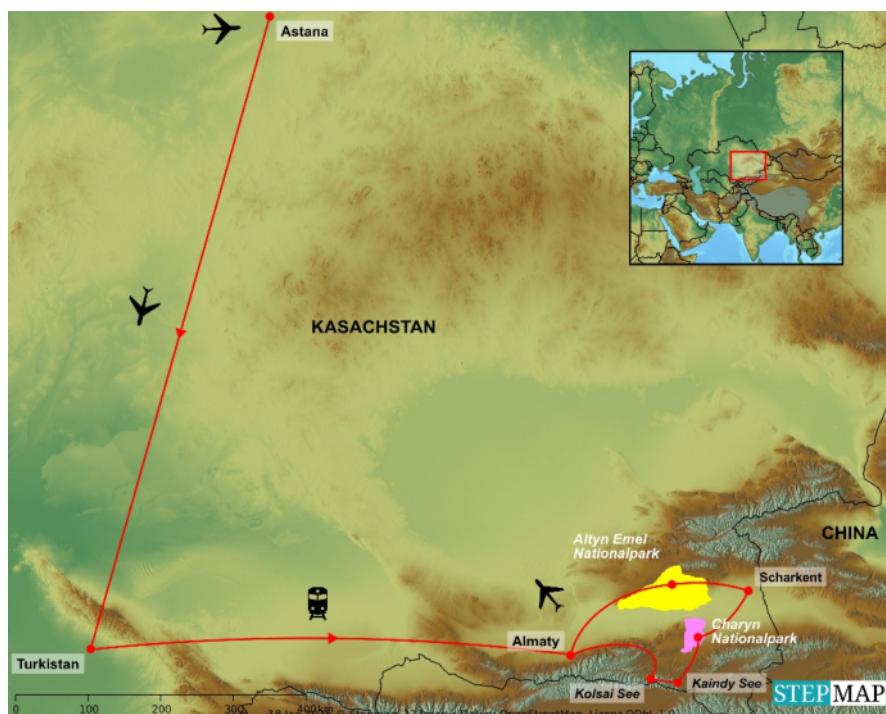 Astana
KASACHSTAN
CHINA
Altyn Emel
Nationalpark
Scharkent
Charyn
Nationalpark
Almaty
Turkistan
Kolsai See
Kaindy See
STEPMAP
0 100 200 300 400 km